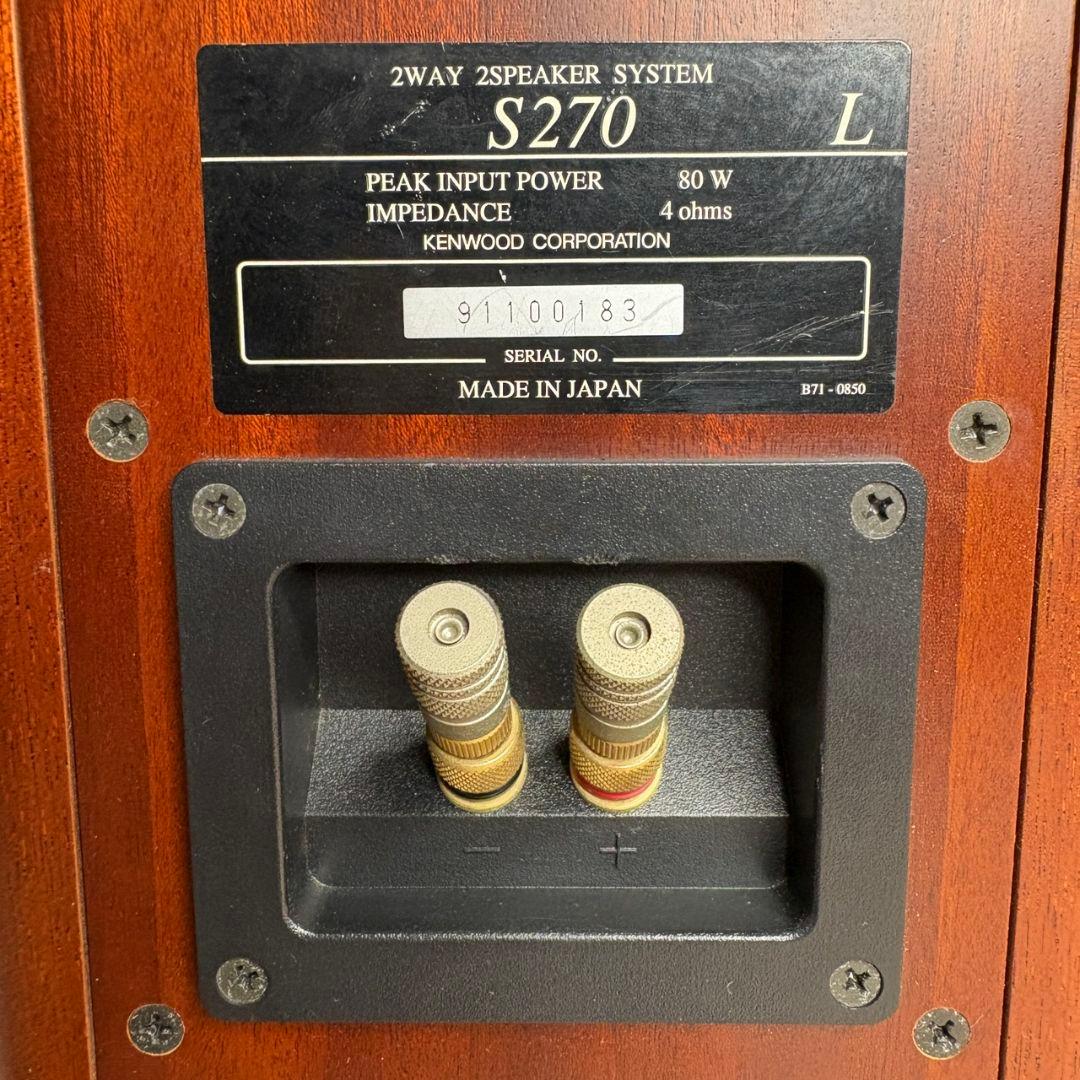 2WAY 2SPEAKER SYSTEM
S270 L
PEAK INPUT POWER 80 W
IMPEDANCE 4 ohms
KENWOOD CORPORATION
91100183
SERIAL NO.
MADE IN JAPAN B71-0850
− +